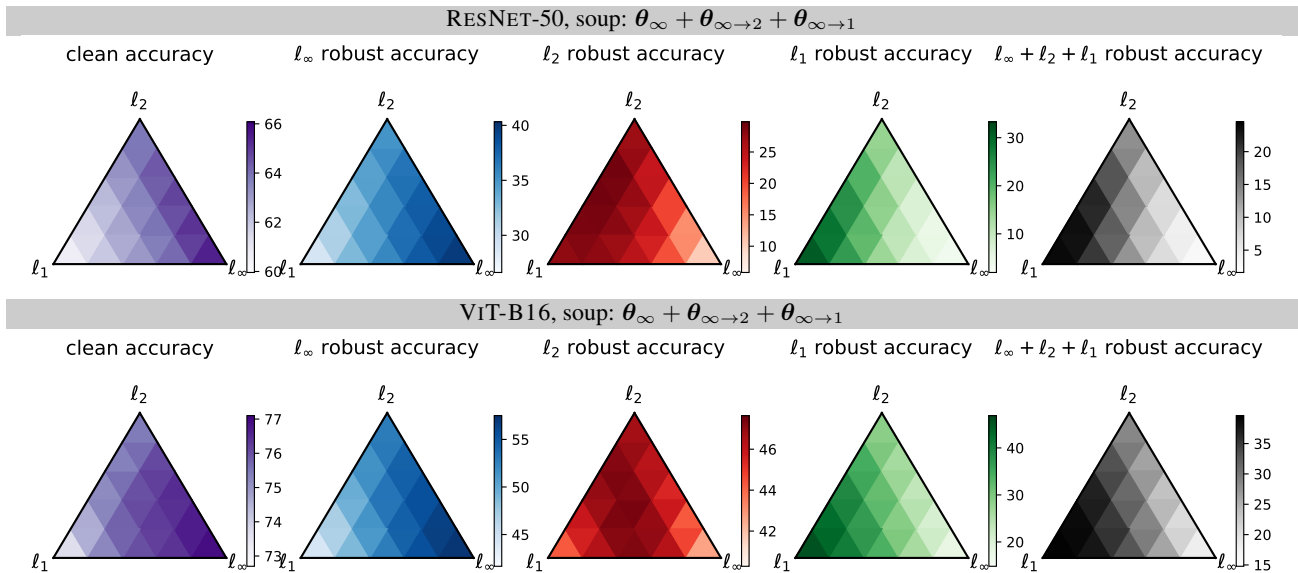 RESNET-50, soup: θ∞ + θ∞→2 + θ∞→1
clean accuracy ℓ∞ robust accuracy ℓ2 robust accuracy ℓ1 robust accuracy ℓ∞ + ℓ2 + ℓ1 robust accuracy
ℓ2 ℓ2 ℓ2 ℓ2 ℓ2
66 64 62 60
40 35 30
25 20 15 10
30 20 10
20 15 10 5
ℓ1 ℓ∞ ℓ1 ℓ∞ ℓ1 ℓ∞ ℓ1 ℓ∞ ℓ1 ℓ∞
VIT-B16, soup: θ∞ + θ∞→2 + θ∞→1
clean accuracy ℓ∞ robust accuracy ℓ2 robust accuracy ℓ1 robust accuracy ℓ∞ + ℓ2 + ℓ1 robust accuracy
ℓ2 ℓ2 ℓ2 ℓ2 ℓ2
77 76 75 74 73
55 50 45
46 44 42
40 30 20
35 30 25 20 15
ℓ1 ℓ∞ ℓ1 ℓ∞ ℓ1 ℓ∞ ℓ1 ℓ∞ ℓ1 ℓ∞